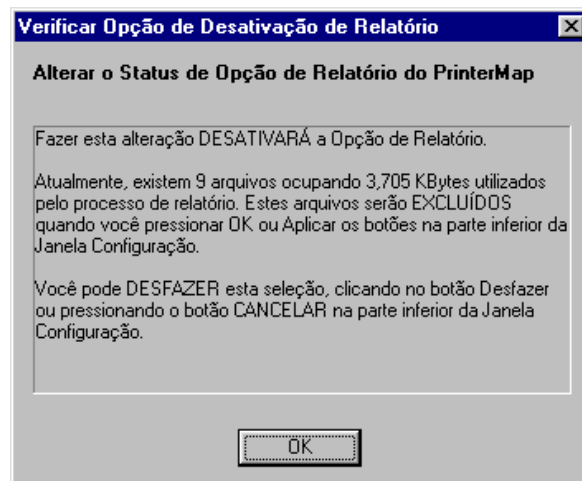 Verificar Opção de Desativação de Relatório
Alterar o Status de Opção de Relatório do PrinterMap
Fazer esta alteração DESATIVARÁ a Opção de Relatório.
Atualmente, existem 9 arquivos ocupando 3,705 KBytes utilizados
pelo processo de relatório. Estes arquivos serão EXCLUÍDOS
quando você pressionar OK ou Aplicar os botões na parte inferior da
Janela Configuração.
Você pode DESFAZER esta seleção, clicando no botão Desfazer
ou pressionando o botão CANCELAR na parte inferior da Janela
Configuração.
OK